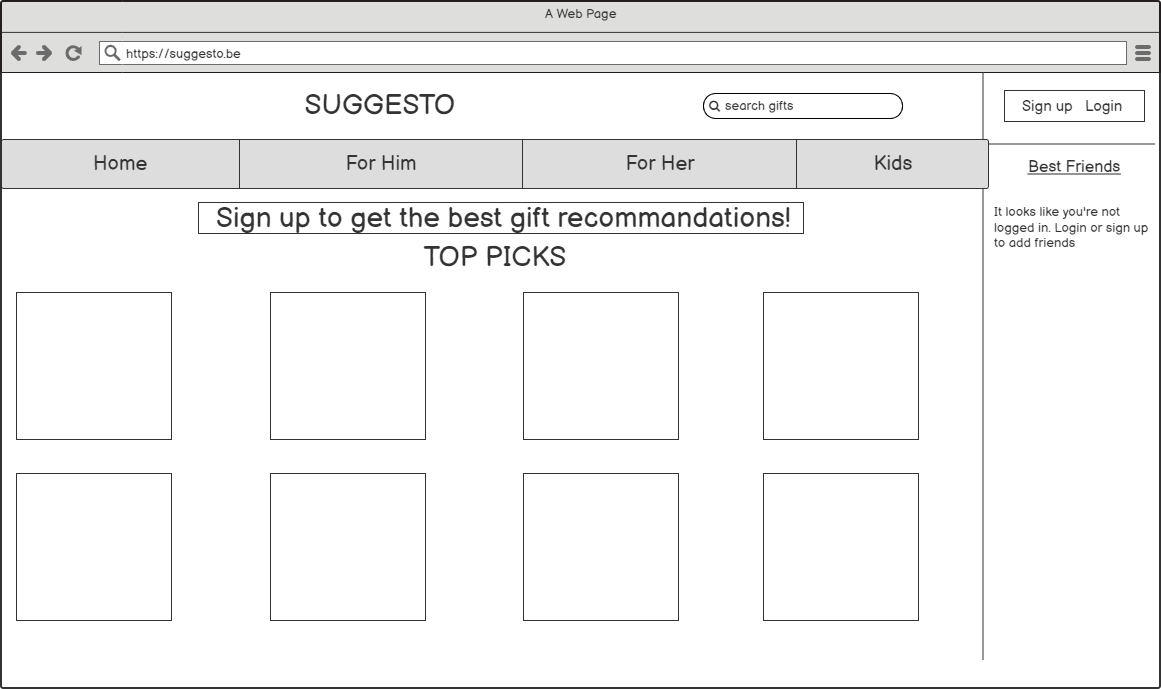 A Web Page
https://suggesto.be
SUGGESTO
search gifts
Sign up Login
Home For Him For Her Kids
Best Friends
Sign up to get the best gift recommandations!
TOP PICKS
It looks like you're not
logged in. Login or sign up
to add friends